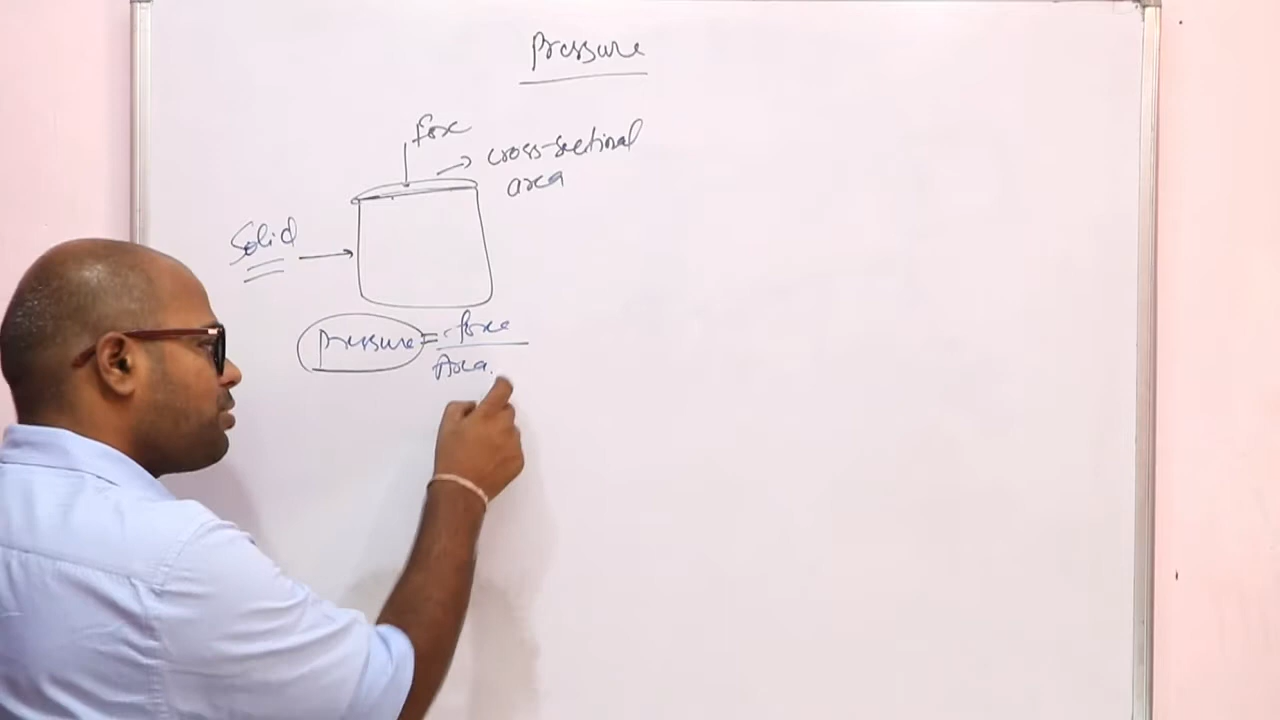 Pressure
force
cross-sectional
area
Solid
Pressure = force
Area.